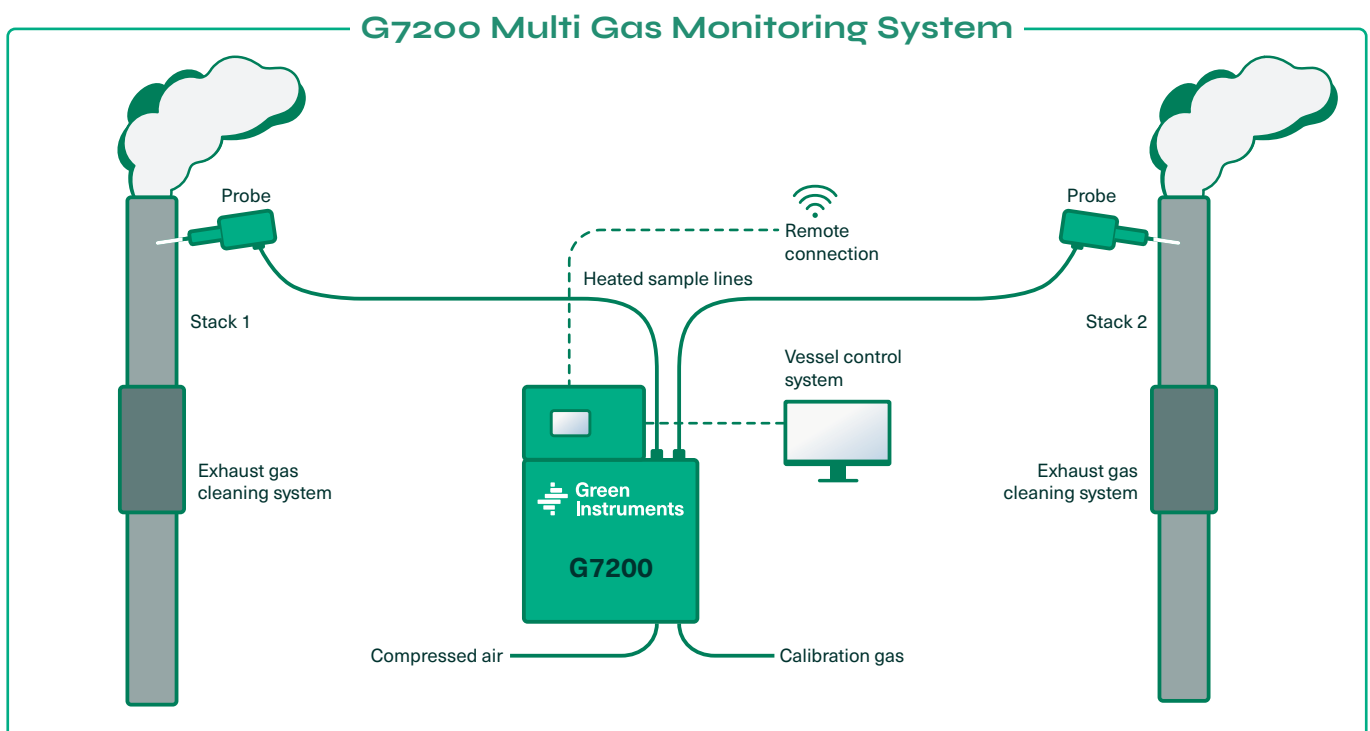 G7200 Multi Gas Monitoring System
Probe
Probe
Remote
connection
Heated sample lines
Stack 1
Stack 2
Vessel control
system
Exhaust gas
cleaning system
Green
Instruments
Exhaust gas
cleaning system
G7200
Compressed air
Calibration gas